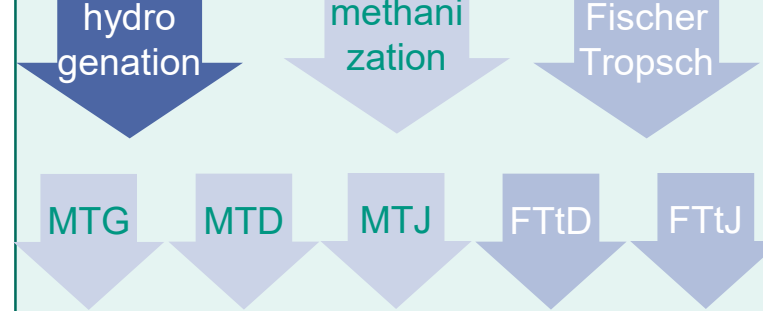 hydro
genation
methani
zation
Fischer
Tropsch
MTG
MTD
MTJ
FTtD
FTtJ